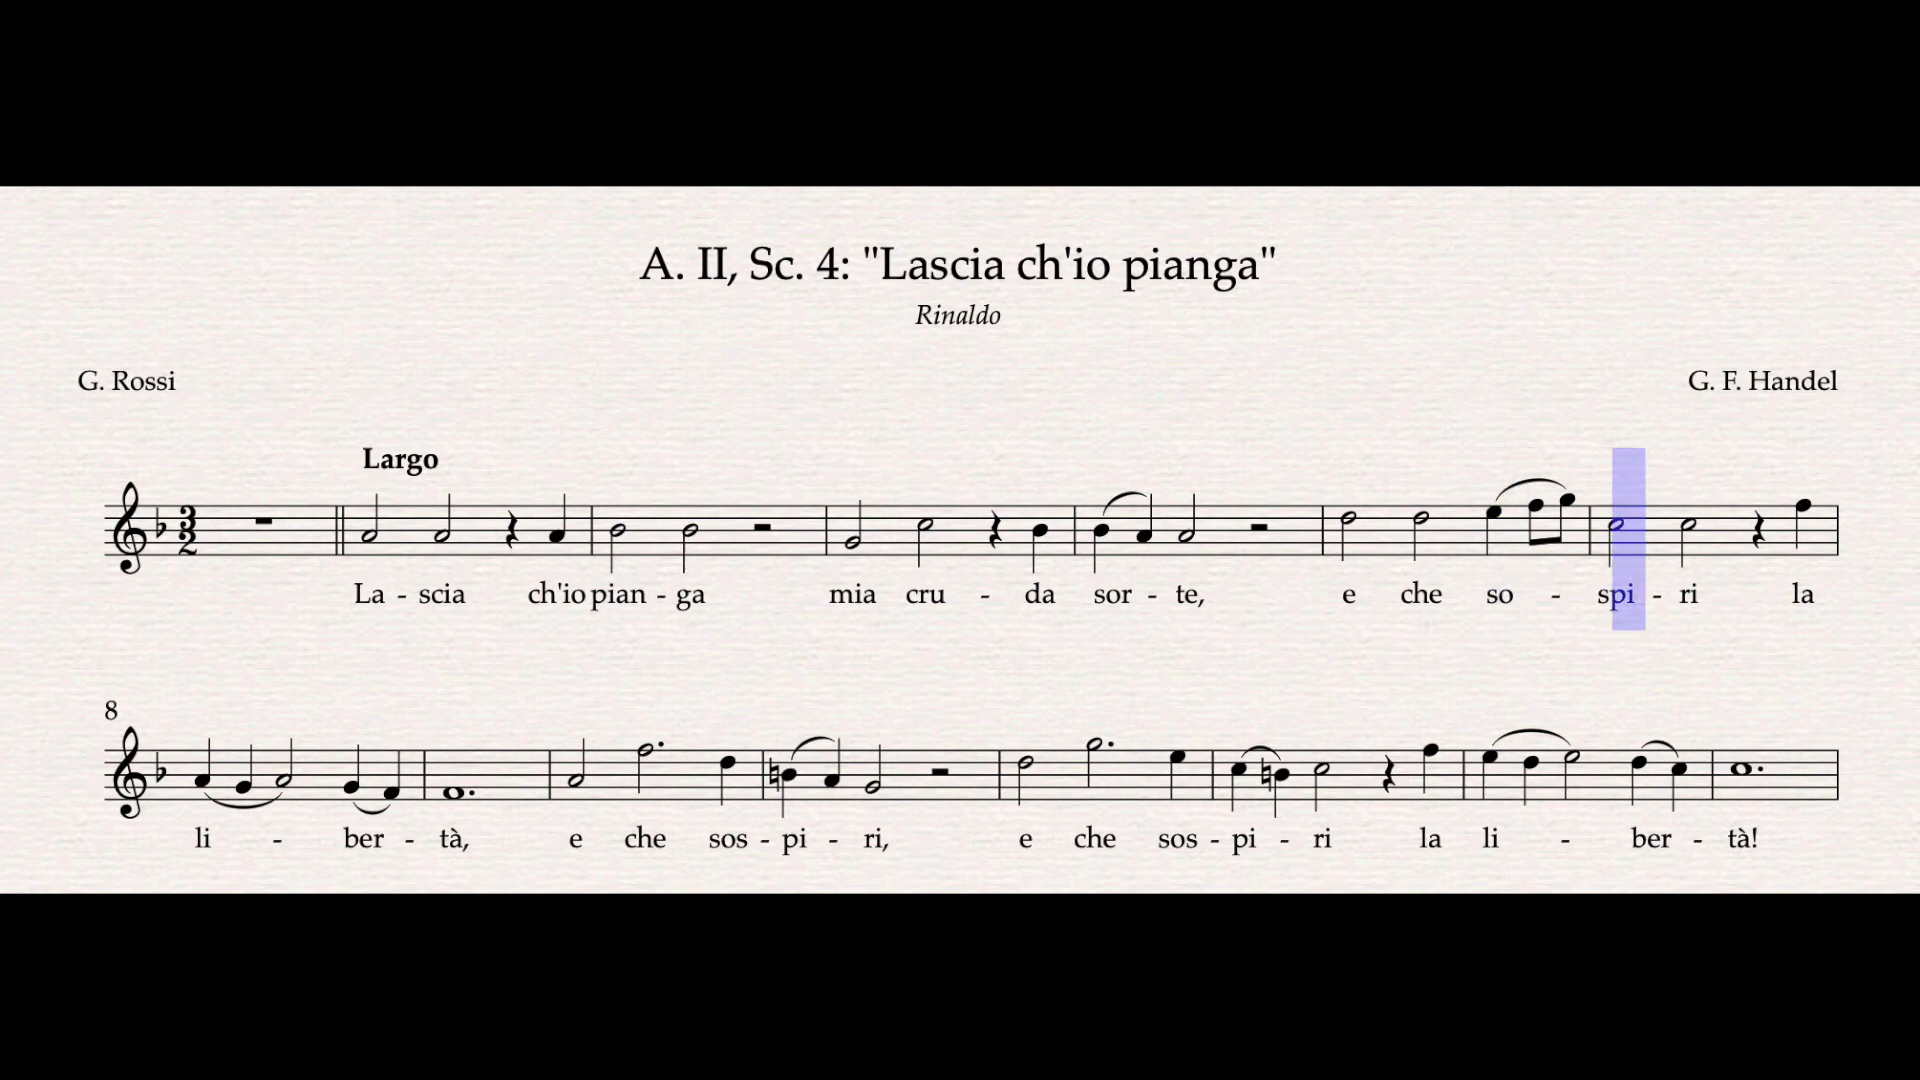 A. II, Sc. 4: "Lascia ch'io pianga"
Rinaldo
G. Rossi
G. F. Handel
Largo
3
2
La - scia ch'io pian - ga mia cru - da sor - te, e che so - spi - ri la
8
li - ber - tà, e che sos - pi - ri, e che sos - pi - ri la li - ber - tà!